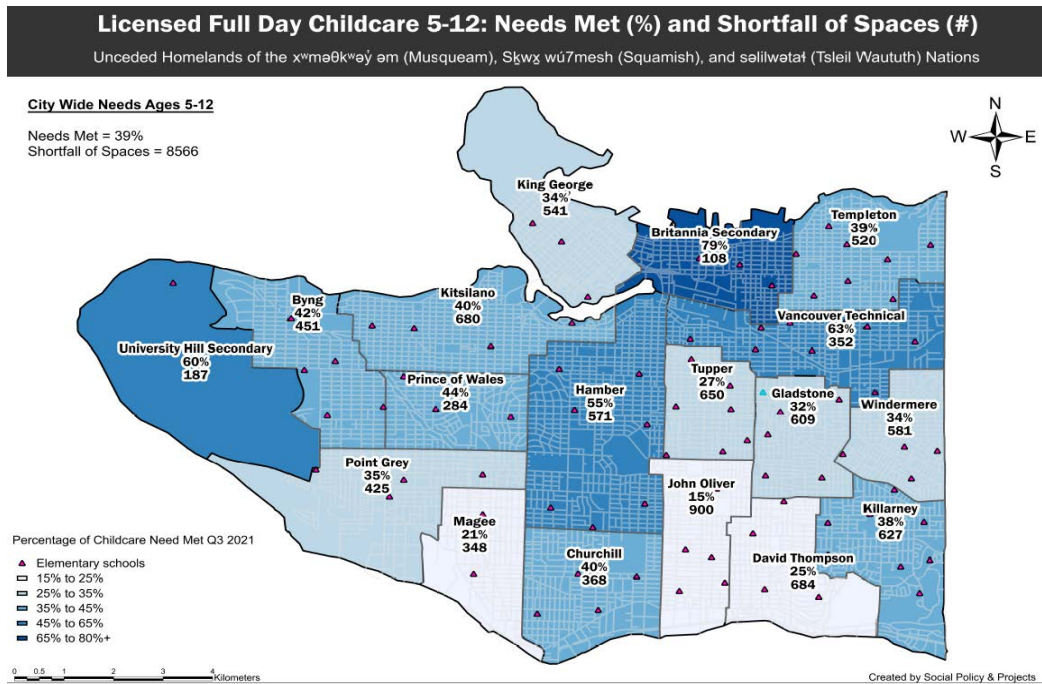 Licensed Full Day Childcare 5-12: Needs Met (%) and Shortfall of Spaces (#)
Unceded Homelands of the xʷməθkʷəy̓ əm (Musqueam), Sḵwx̱ wú7mesh (Squamish), and səlilwətaɬ (Tsleil Waututh) Nations
City Wide Needs Ages 5-12
Needs Met = 39%
Shortfall of Spaces = 8566
N
W
E
S
King George
34%
541
Britannia Secondary
79%
108
Templeton
39%
520
Byng
42%
451
Kitsilano
40%
680
Vancouver Technical
63%
352
University Hill Secondary
60%
187
Prince of Wales
44%
284
Hamber
55%
571
Tupper
27%
650
Gladstone
32%
609
Windermere
34%
581
Point Grey
35%
425
Magee
21%
348
John Oliver
15%
900
Killarney
38%
627
Churchill
40%
368
David Thompson
25%
684
Percentage of Childcare Need Met Q3 2021
Elementary schools
15% to 25%
25% to 35%
35% to 45%
45% to 65%
65% to 80%+
0 0.5 1 2 3 4
Kilometers
Created by Social Policy & Projects